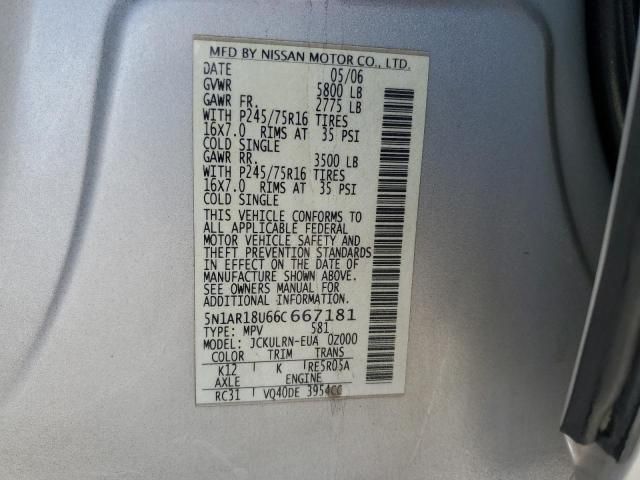 MFD BY NISSAN MOTOR CO., LTD.
DATE 05/06
GVWR 5800 LB
GAWR FR. 2775 LB
WITH P245/75R16 TIRES
16X7.0 RIMS AT 35 PSI
COLD SINGLE
GAWR RR. 3500 LB
WITH P245/75R16 TIRES
16X7.0 RIMS AT 35 PSI
COLD SINGLE
THIS VEHICLE CONFORMS TO
ALL APPLICABLE FEDERAL
MOTOR VEHICLE SAFETY AND
THEFT PREVENTION STANDARDS
IN EFFECT ON THE DATE OF
MANUFACTURE SHOWN ABOVE.
SEE OWNERS MANUAL FOR
ADDITIONAL INFORMATION.
5N1AR18U66C667181
TYPE: MPV 581
MODEL: JCKULRN-EUA 0Z000
COLOR TRIM TRANS
K12 K RE5R05A
AXLE ENGINE
RC31 VQ40DE 3954CC